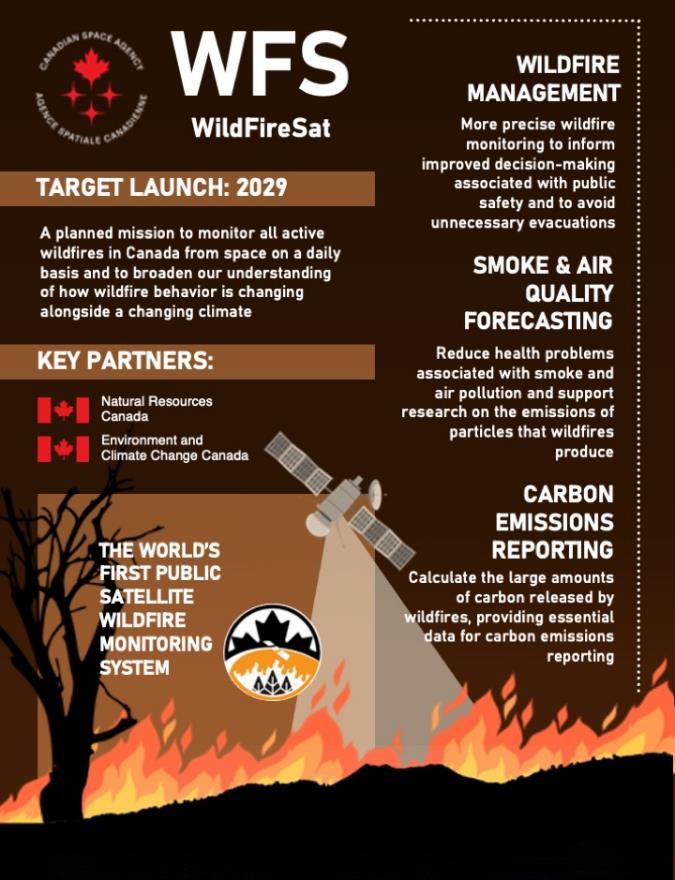 CANADIAN SPACE AGENCY
AGENCE SPATIALE CANADIENNE
WFS
WildFireSat
TARGET LAUNCH: 2029
A planned mission to monitor all active
wildfires in Canada from space on a daily
basis and to broaden our understanding
of how wildfire behavior is changing
alongside a changing climate
KEY PARTNERS:
Natural Resources
Canada
Environment and
Climate Change Canada
THE WORLD'S
FIRST PUBLIC
SATELLITE
WILDFIRE
MONITORING
SYSTEM
WILDFIRE
MANAGEMENT
More precise wildfire
monitoring to inform
improved decision-making
associated with public
safety and to avoid
unnecessary evacuations
SMOKE & AIR
QUALITY
FORECASTING
Reduce health problems
associated with smoke and
air pollution and support
research on the emissions of
particles that wildfires
produce
CARBON
EMISSIONS
REPORTING
Calculate the large amounts
of carbon released by
wildfires, providing essential
data for carbon emissions
reporting